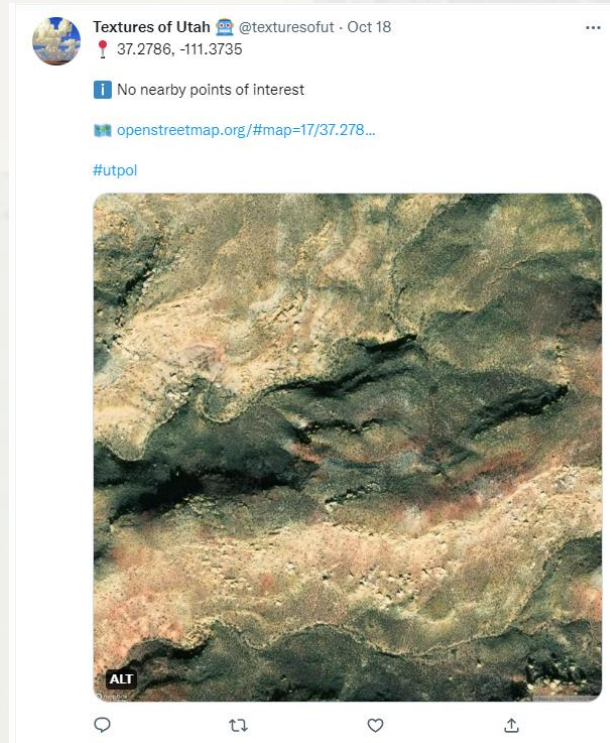 Textures of Utah 🤖 @texturesofut · Oct 18
📍 37.2786, -111.3735
ℹ️ No nearby points of interest
🗺️ openstreetmap.org/#map=17/37.278...
#utpol
ALT